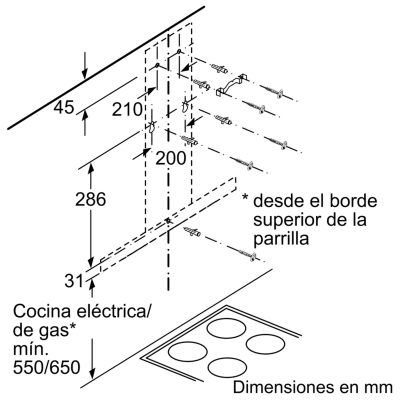 45
210
200
286
* desde el borde
superior de la
parrilla
31
Cocina eléctrica/
de gas*
mín.
550/650
Dimensiones en mm